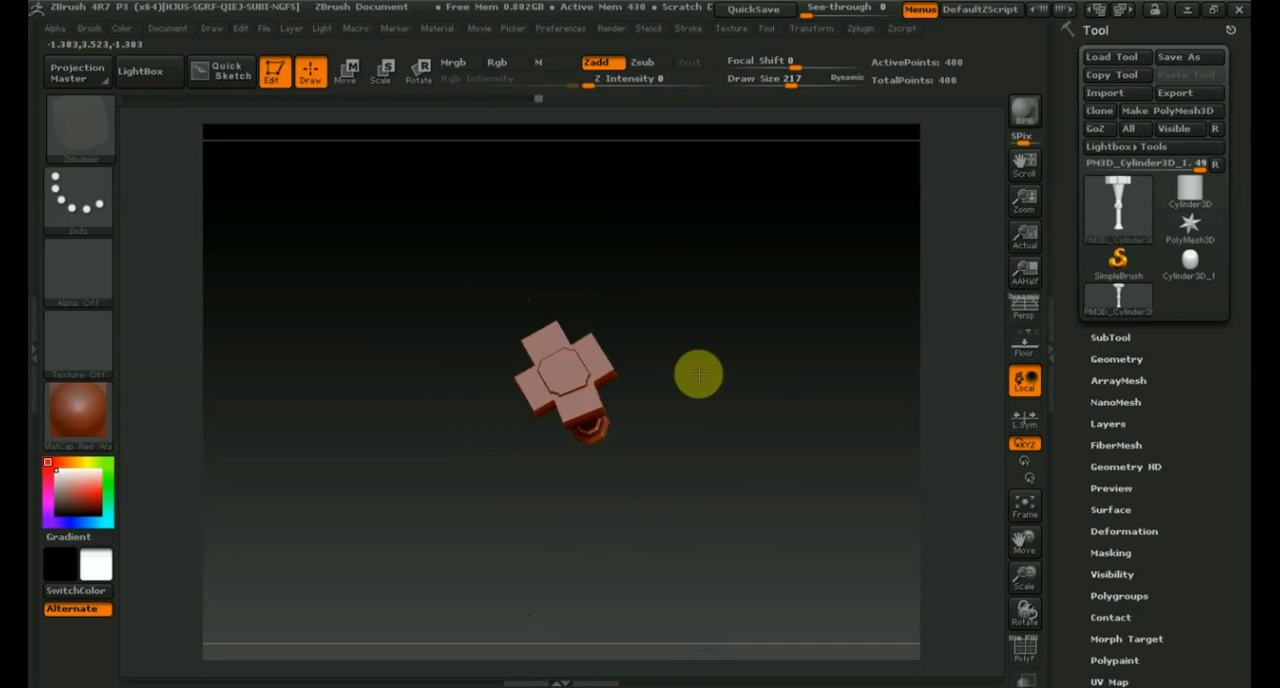 ZBrush 4R7 P3 (x64)[HJUS-SGRF-QIEJ-SUBI-NGFS] ZBrush Document • Free Mem 0.802GB • Active Mem 430 • Scratch D QuickSave See-through 0 Menus DefaultZScript
Alpha Brush Color Document Draw Edit File Layer Light Macro Marker Material Movie Picker Preferences Render Stencil Stroke Texture Tool Transform Zplugin Zscript
-1.383,3.523,-1.383
Projection Master
LightBox
Quick Sketch
Edit
Draw
Move
Scale
Rotate
Mrgb Rgb M
Rgb Intensity
Zadd Zsub Zcut
Z Intensity 0
Focal Shift 0
Draw Size 217 Dynamic
ActivePoints: 400
TotalPoints: 400
ZModeler
Dots
Alpha Off
Texture Off
MatCap Red Wa
Gradient
SwitchColor
Alternate
BPR
SPix
Scroll
Zoom
Actual
AAHalf
Dynamic
Persp
Floor
Local
L.Sym
XYZ
Frame
Move
Scale
Rotate
PolyF
Tool
Load Tool Save As
Copy Tool Paste Tool
Import Export
Clone Make PolyMesh3D
GoZ All Visible R
Lightbox▸Tools
PM3D_Cylinder3D_1. 49 R
Cylinder3D
PM3D_Cylinder3 PolyMesh3D
SimpleBrush Cylinder3D_1
PM3D_Cylinder3
SubTool
Geometry
ArrayMesh
NanoMesh
Layers
FiberMesh
Geometry HD
Preview
Surface
Deformation
Masking
Visibility
Polygroups
Contact
Morph Target
Polypaint
UV Map